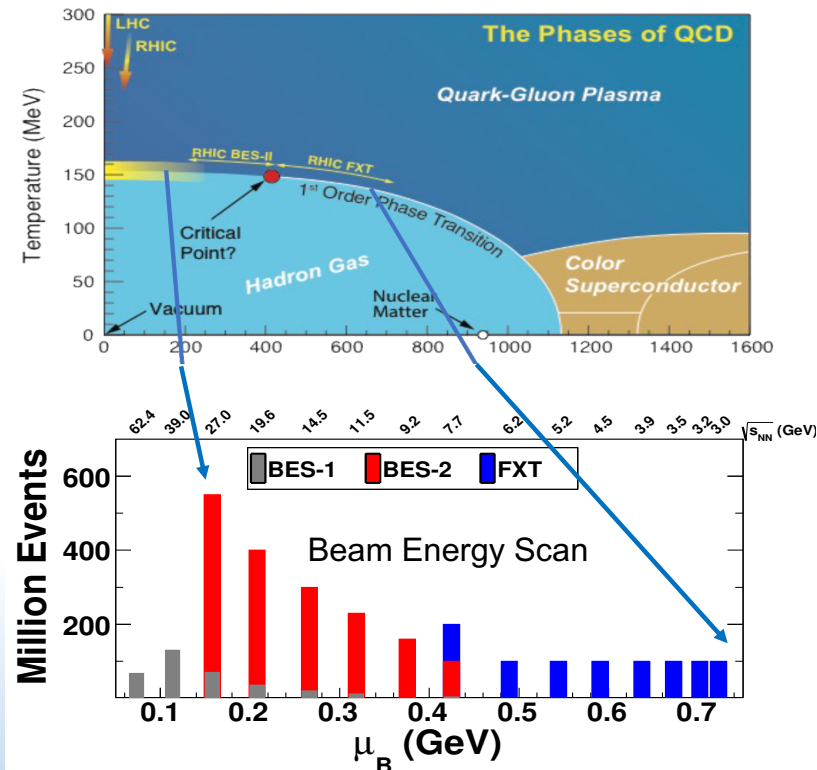 300
250
200
150
100
50
0
Temperature (MeV)
LHC
RHIC
The Phases of QCD
Quark-Gluon Plasma
RHIC BES-II
RHIC FXT
1st Order Phase Transition
Critical
Point?
Hadron Gas
Color
Superconductor
Nuclear
Matter
Vacuum
0 200 400 600 800 1000 1200 1400 1600
62.4 39.0 27.0 19.6 14.5 11.5 9.2 7.7 6.2 5.2 4.5 3.9 3.5 3.2 3.0 √sNN (GeV)
BES-1 BES-2 FXT
Beam Energy Scan
600
400
200
Million Events
0.1 0.2 0.3 0.4 0.5 0.6 0.7
μB (GeV)